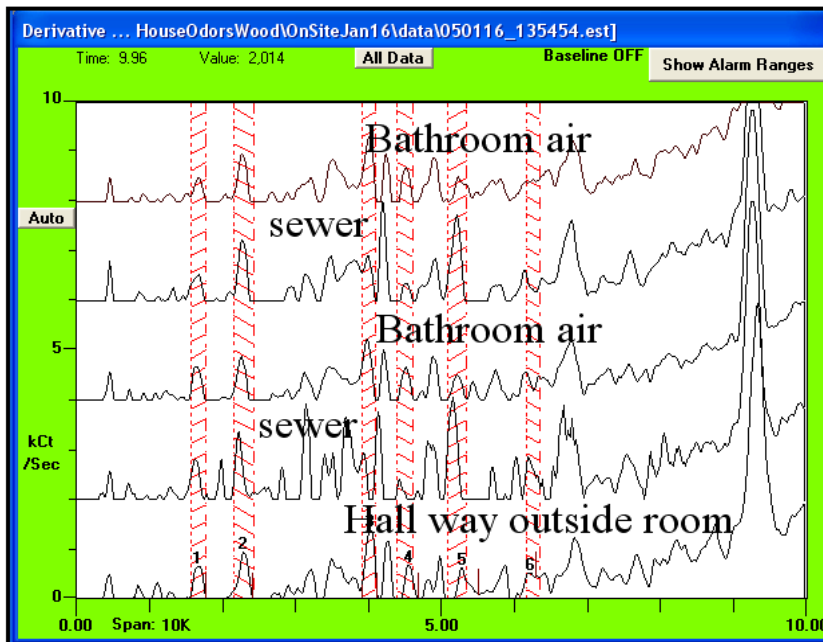 Derivative ... HouseOdorsWood\OnSiteJan16\data\050116_135454.est]
Time: 9.96 Value: 2,014 All Data Baseline OFF Show Alarm Ranges
10
Bathroom air
Auto
sewer
5
Bathroom air
sewer
kCt
/Sec
Hall way outside room
1 2 4 5 6
0
0.00 Span: 10K 5.00 10.00